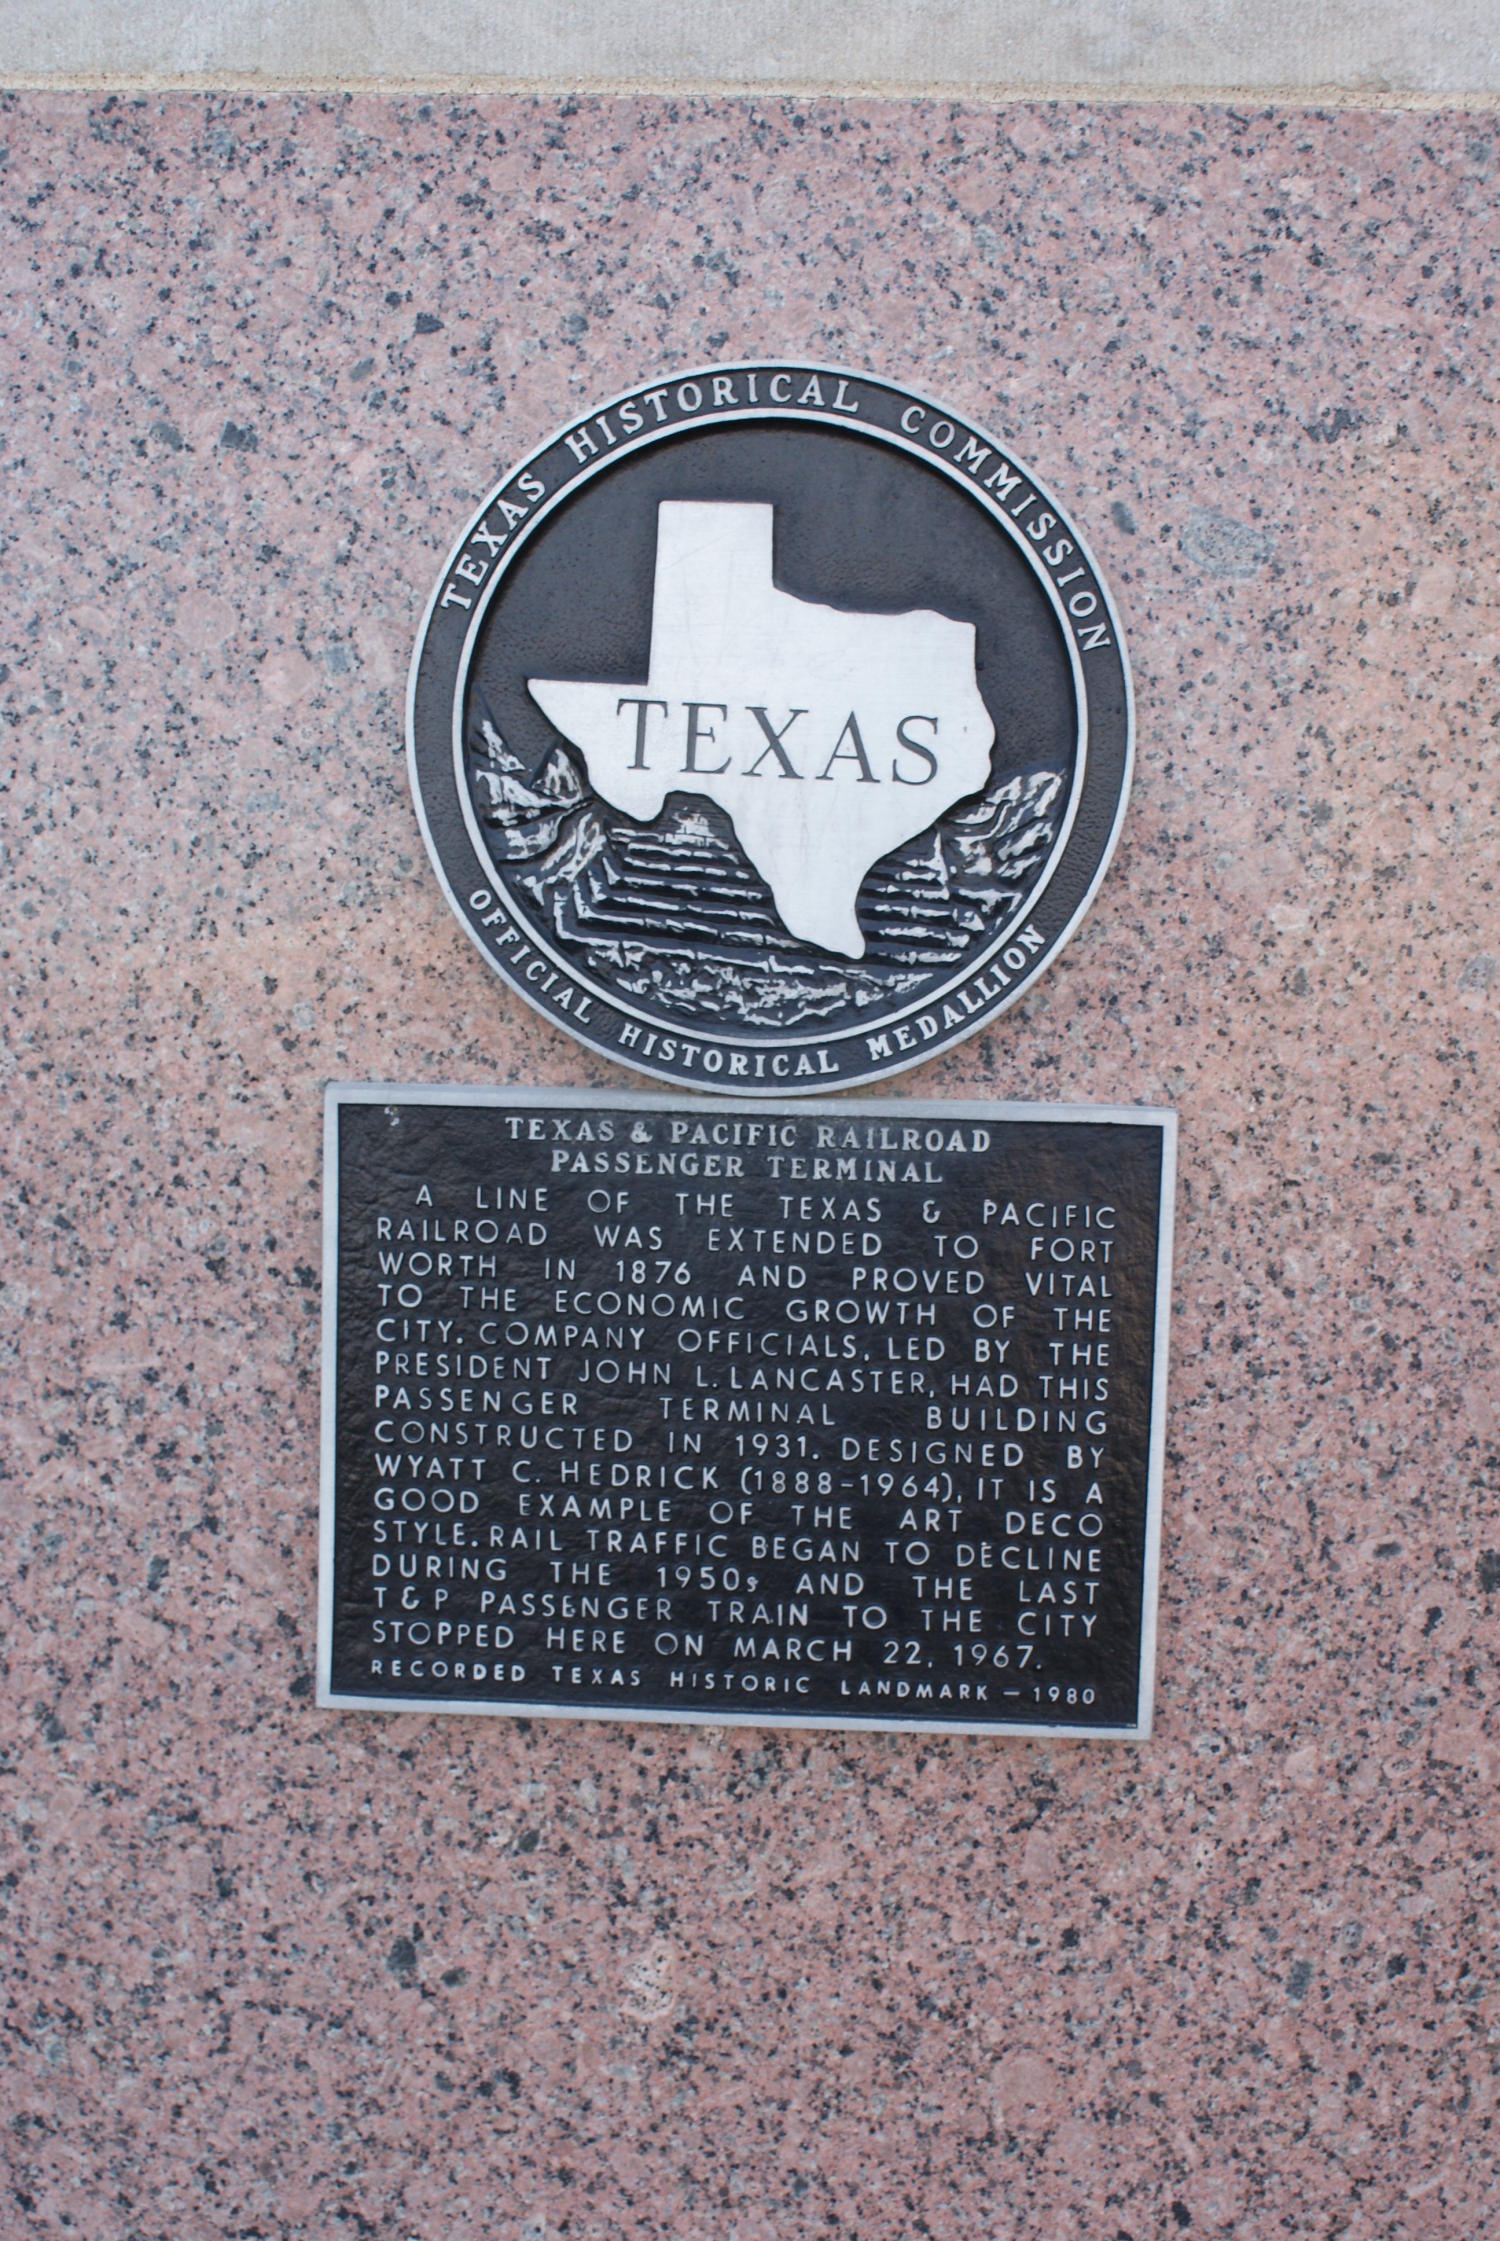 TEXAS HISTORICAL COMMISSION
TEXAS
OFFICIAL HISTORICAL MEDALLION
TEXAS & PACIFIC RAILROAD
PASSENGER TERMINAL
A LINE OF THE TEXAS & PACIFIC
RAILROAD WAS EXTENDED TO FORT
WORTH IN 1876 AND PROVED VITAL
TO THE ECONOMIC GROWTH OF THE
CITY. COMPANY OFFICIALS, LED BY THE
PRESIDENT JOHN L. LANCASTER, HAD THIS
PASSENGER TERMINAL BUILDING
CONSTRUCTED IN 1931. DESIGNED BY
WYATT C. HEDRICK (1888-1964), IT IS A
GOOD EXAMPLE OF THE ART DECO
STYLE. RAIL TRAFFIC BEGAN TO DECLINE
DURING THE 1950s AND THE LAST
T&P PASSENGER TRAIN TO THE CITY
STOPPED HERE ON MARCH 22, 1967.
RECORDED TEXAS HISTORIC LANDMARK - 1980